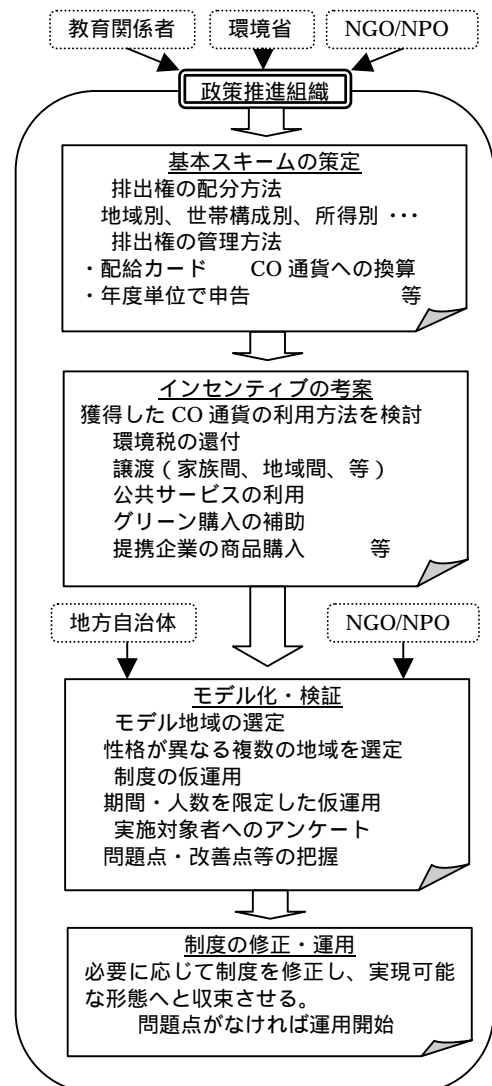 教育関係者
環境省
NGO/NPO
政策推進組織
基本スキームの策定
排出権の配分方法
地域別、世帯構成別、所得別 ･･･
排出権の管理方法
・配給カード　　CO 通貨への換算
・年度単位で申告　　　　　　　等
インセンティブの考案
獲得した CO 通貨の利用方法を検討
環境税の還付
譲渡（家族間、地域間、等）
公共サービスの利用
グリーン購入の補助
提携企業の商品購入　　　等
地方自治体
NGO/NPO
モデル化・検証
モデル地域の選定
性格が異なる複数の地域を選定
制度の仮運用
期間・人数を限定した仮運用
実施対象者へのアンケート
問題点・改善点等の把握
制度の修正・運用
必要に応じて制度を修正し、実現可能
な形態へと収束させる。
問題点がなければ運用開始